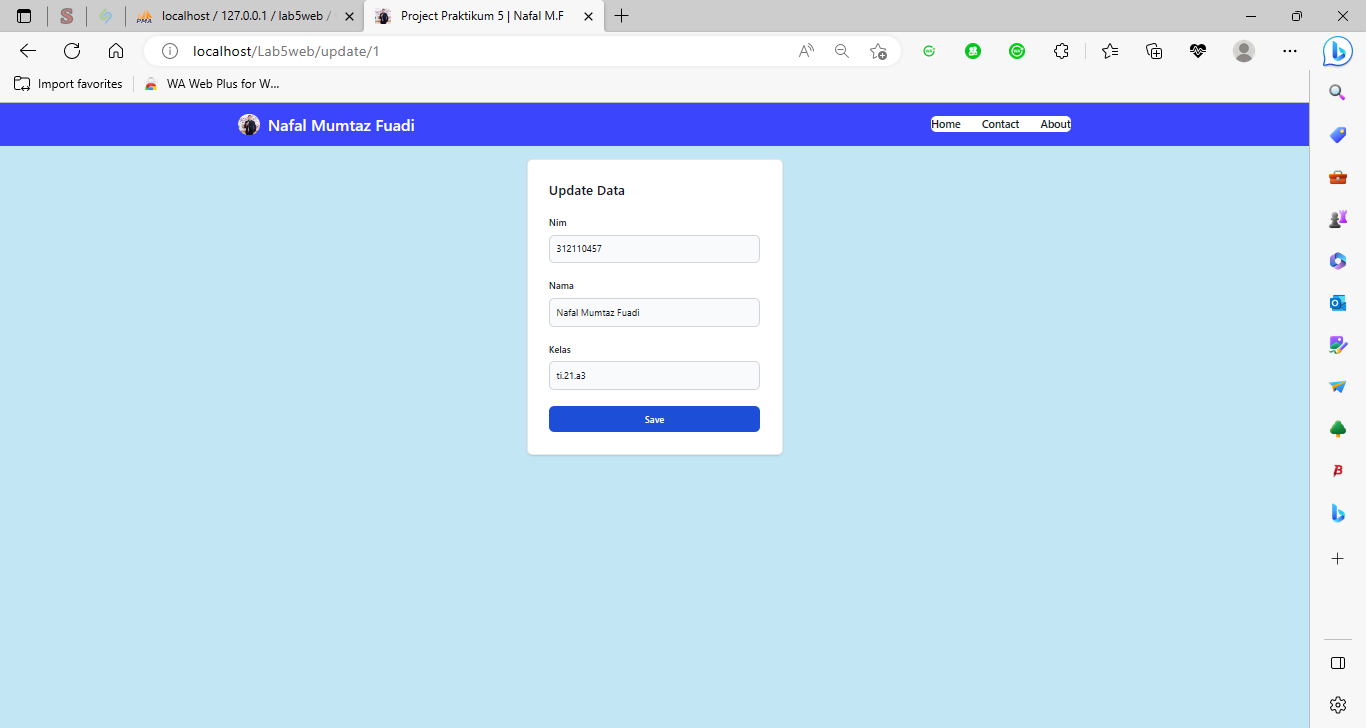 localhost / 127.0.0.1 / lab5web /
Project Praktikum 5 | Nafal M.F
localhost/Lab5web/update/1
Import favorites
WA Web Plus for W...
Nafal Mumtaz Fuadi
Home Contact About
Update Data
Nim
312110457
Nama
Nafal Mumtaz Fuadi
Kelas
ti.21.a3
Save